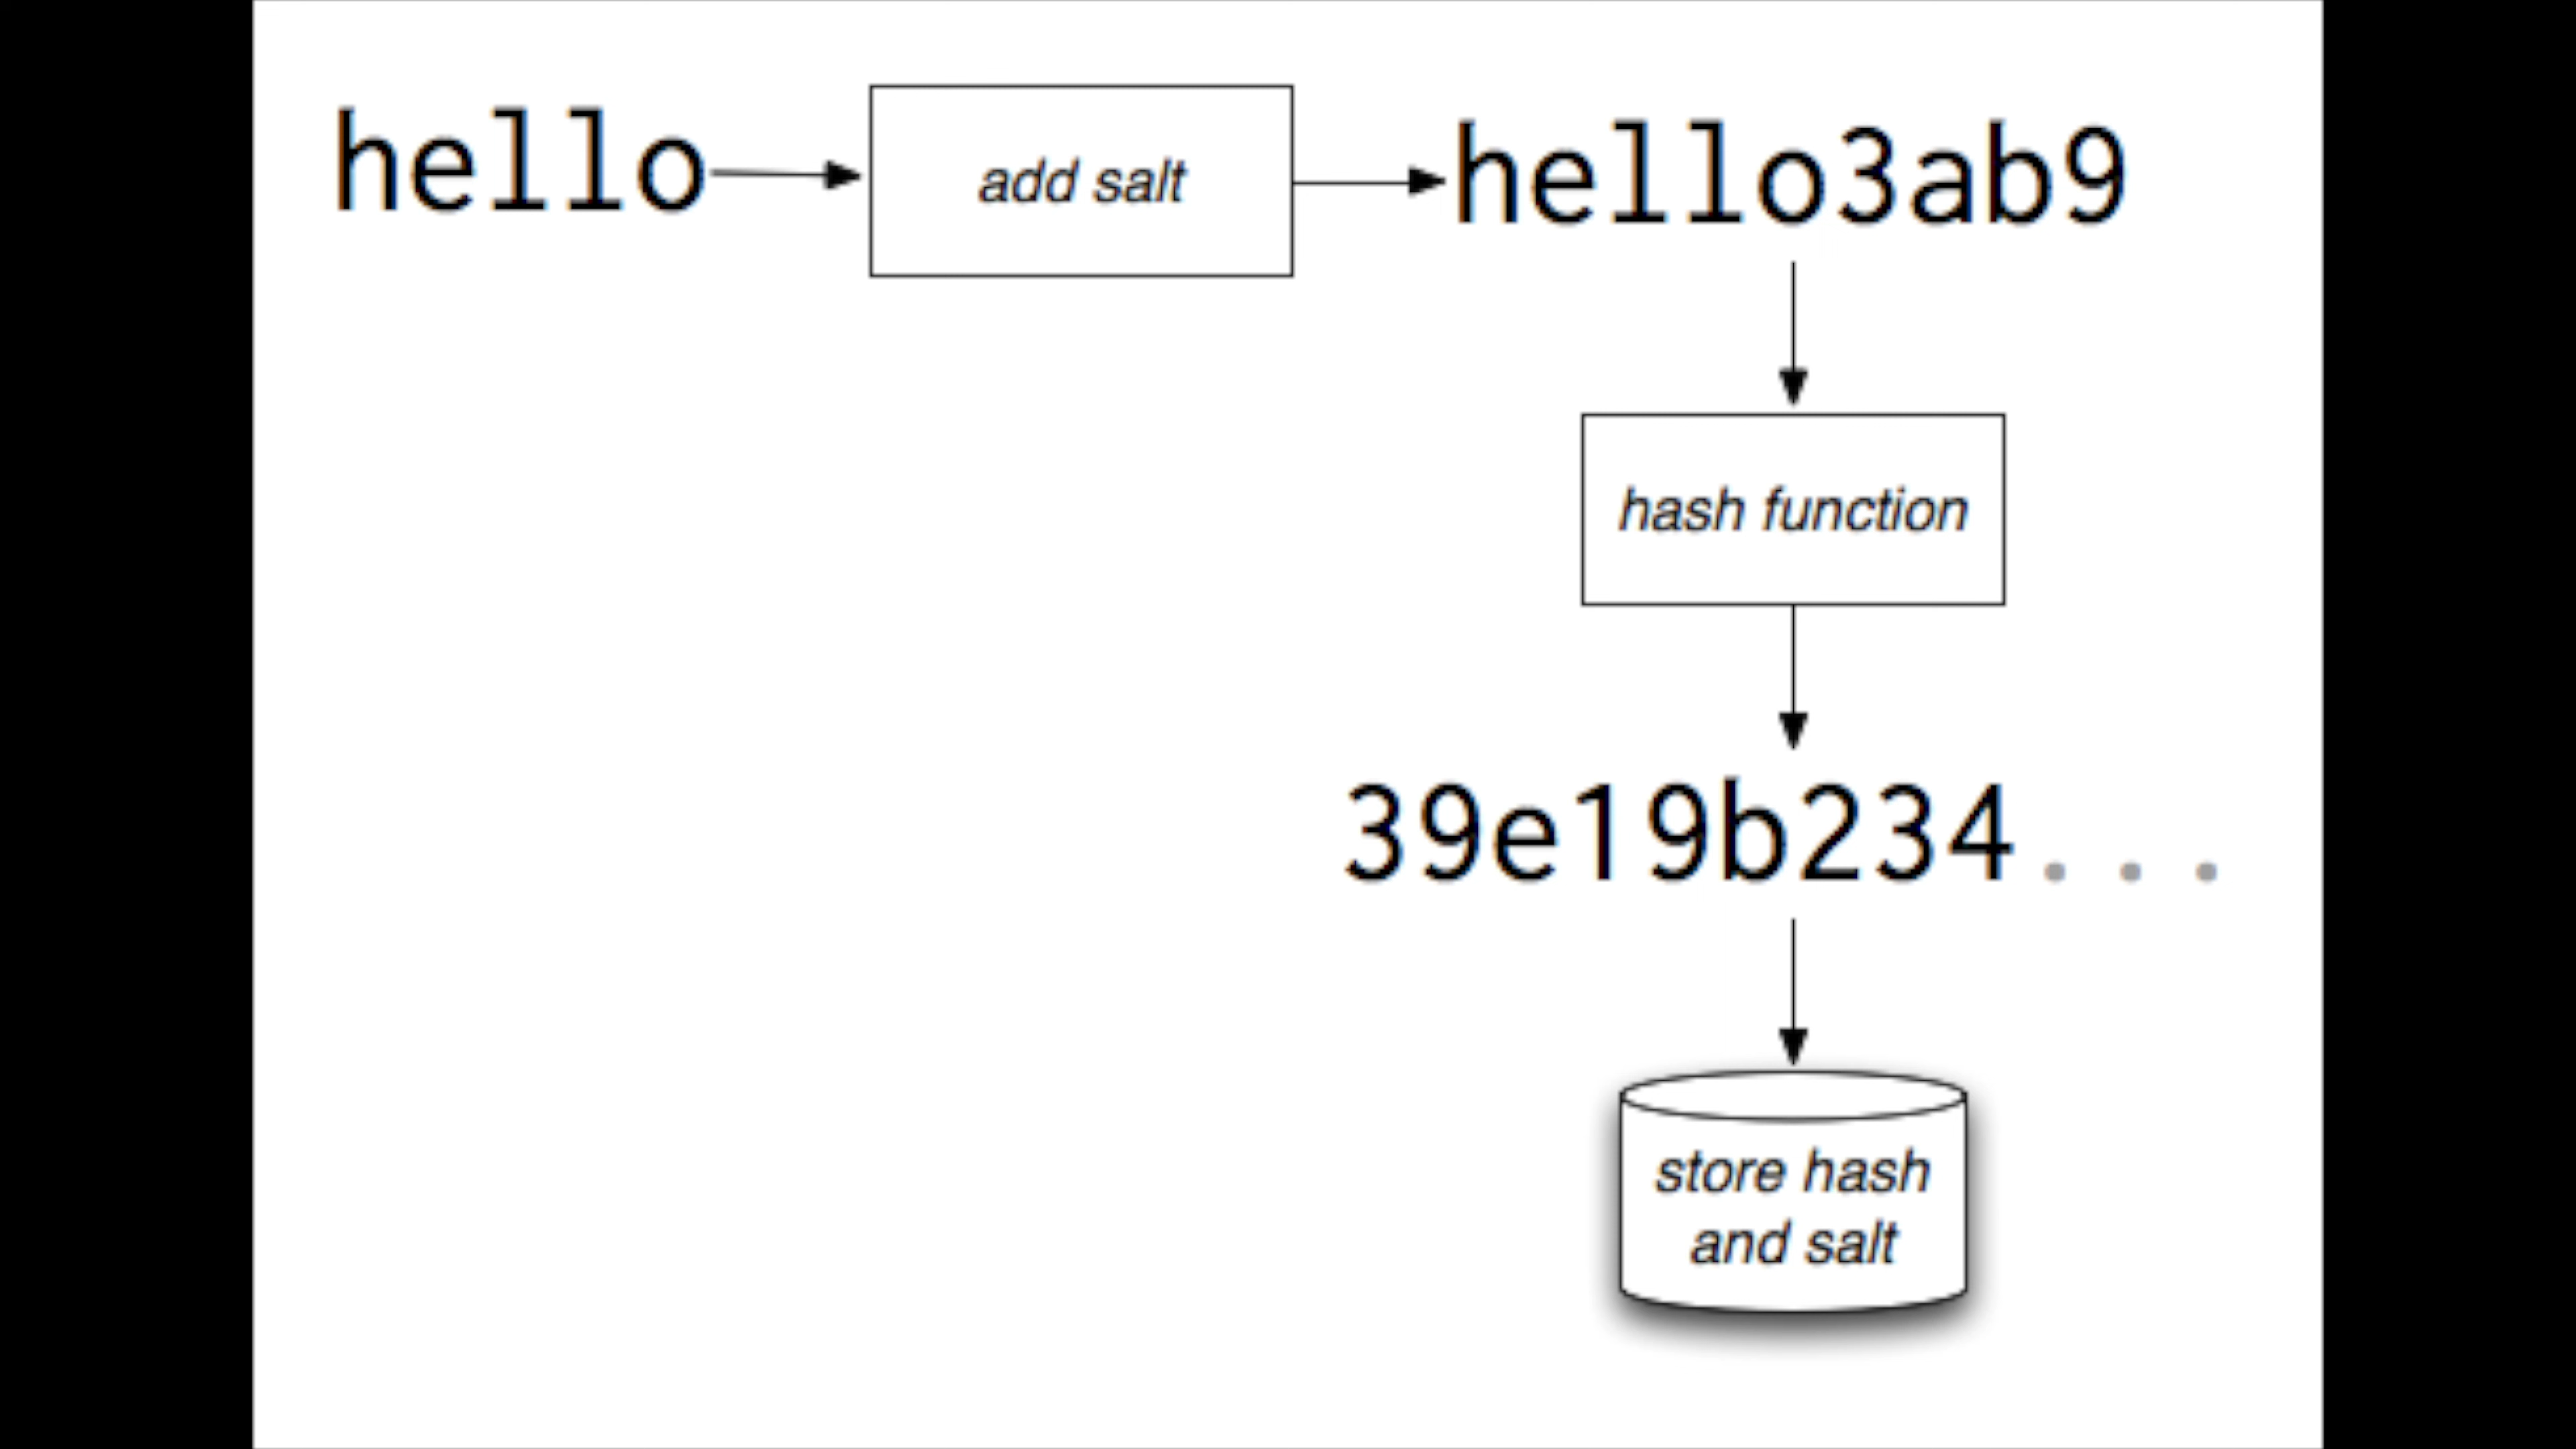 hello
add salt
hello3ab9
hash function
39e19b234...
store hash
and salt